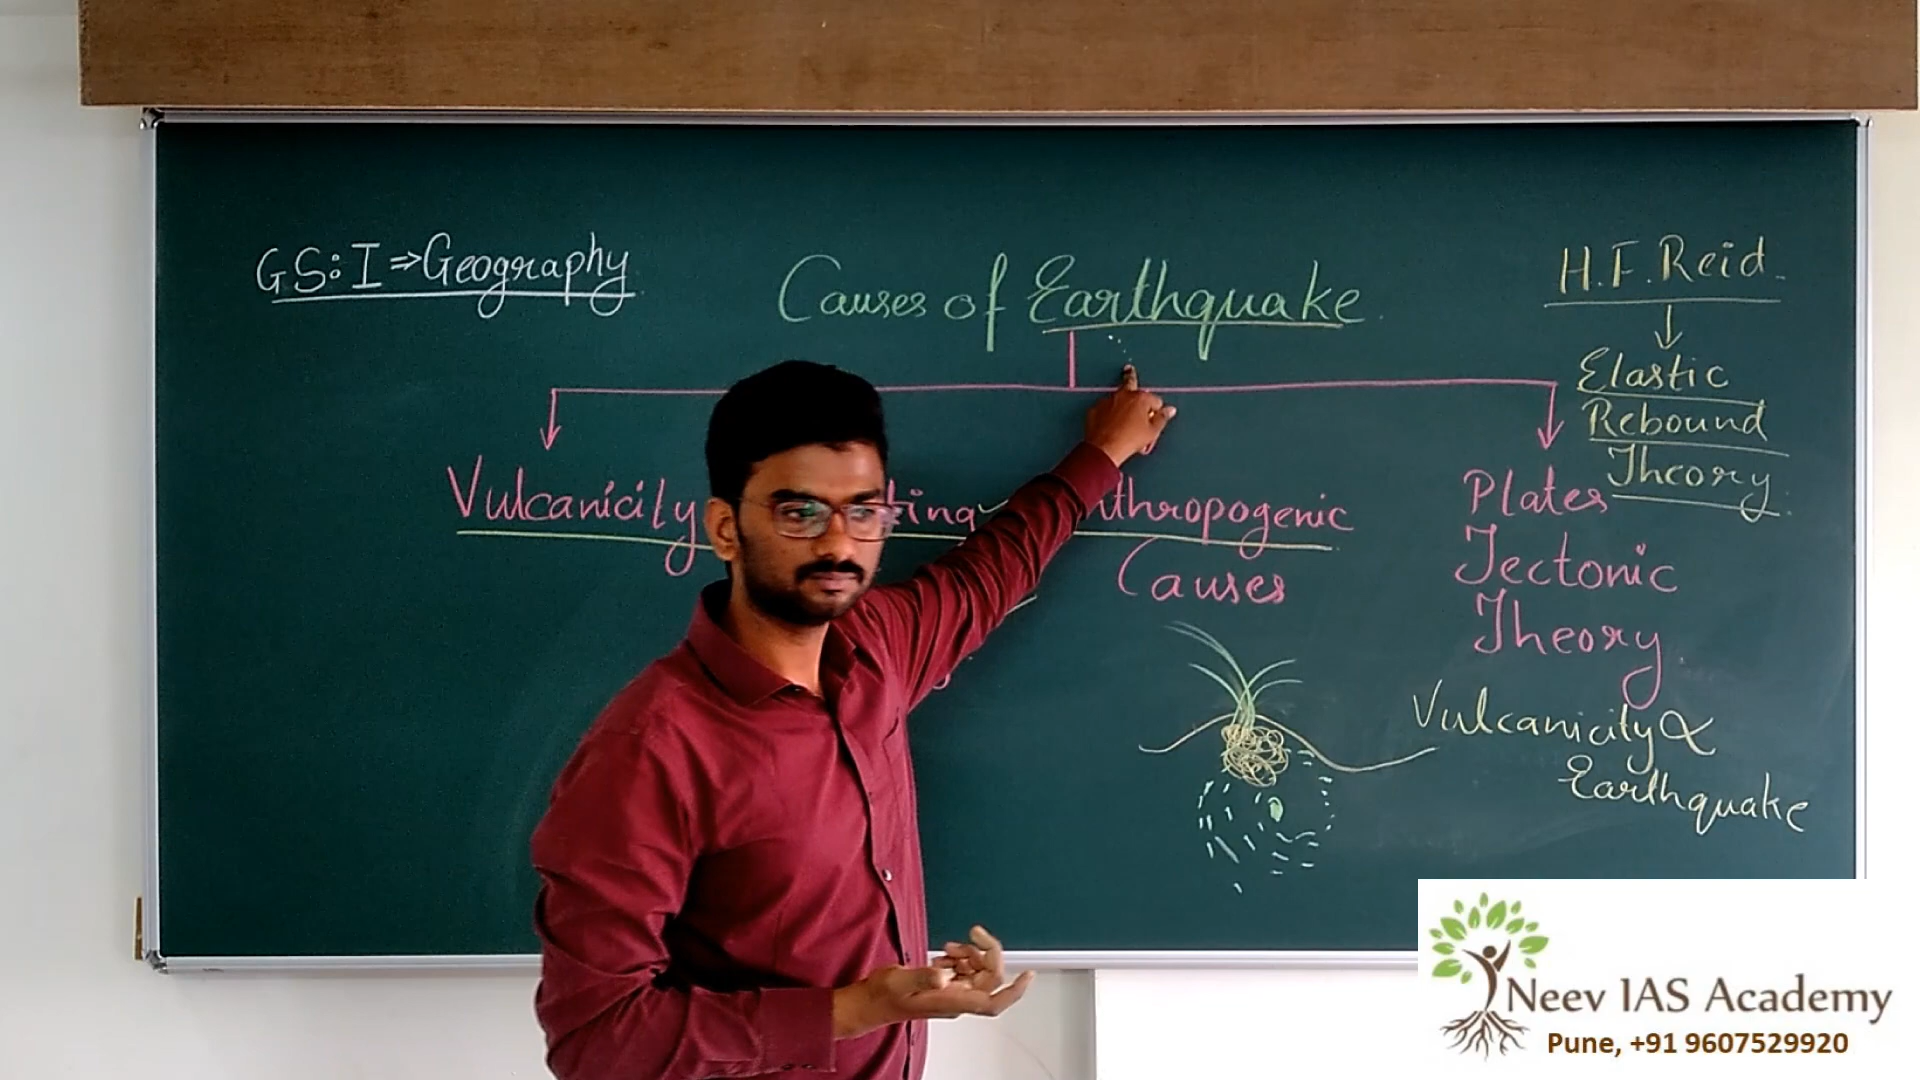 GS:I⇒Geography
Causes of Earthquake
H.F.Reid
Elastic
Rebound
Theory
Vulcanicity
Anthropogenic
Causes
Plates
Tectonic
Theory
Vulcanicity ∝
Earthquake
Neev IAS Academy
Pune, +91 9607529920